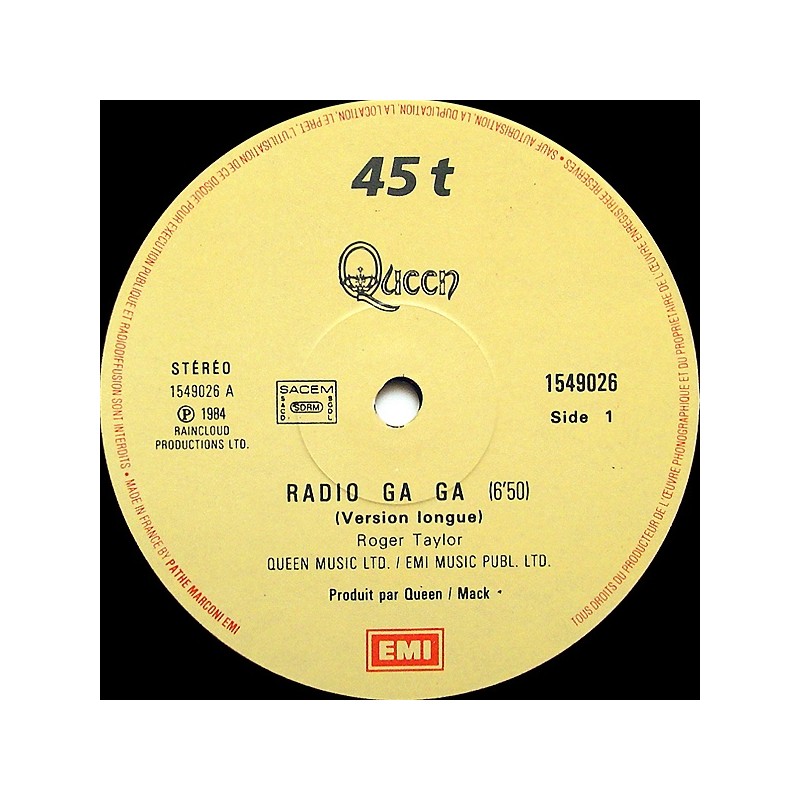 45 t
Queen
STÉRÉO
1549026 A
℗ 1984
RAINCLOUD
PRODUCTIONS LTD.
SACEM
SACD
SDRM
SGDL
1549026
Side 1
RADIO GA GA (6'50)
(Version longue)
Roger Taylor
QUEEN MUSIC LTD. / EMI MUSIC PUBL. LTD.
Produit par Queen / Mack
EMI
TOUS DROITS DU PRODUCTEUR DE L'ŒUVRE PHONOGRAPHIQUE ET DU PROPRIÉTAIRE DE L'ŒUVRE ENREGISTRÉE RÉSERVÉS • SAUF AUTORISATION, LA DUPLICATION, LA LOCATION, LE PRÊT, L'UTILISATION DE CE DISQUE POUR EXÉCUTION PUBLIQUE ET RADIODIFFUSION SONT INTERDITS • MADE IN FRANCE BY PATHE MARCONI EMI